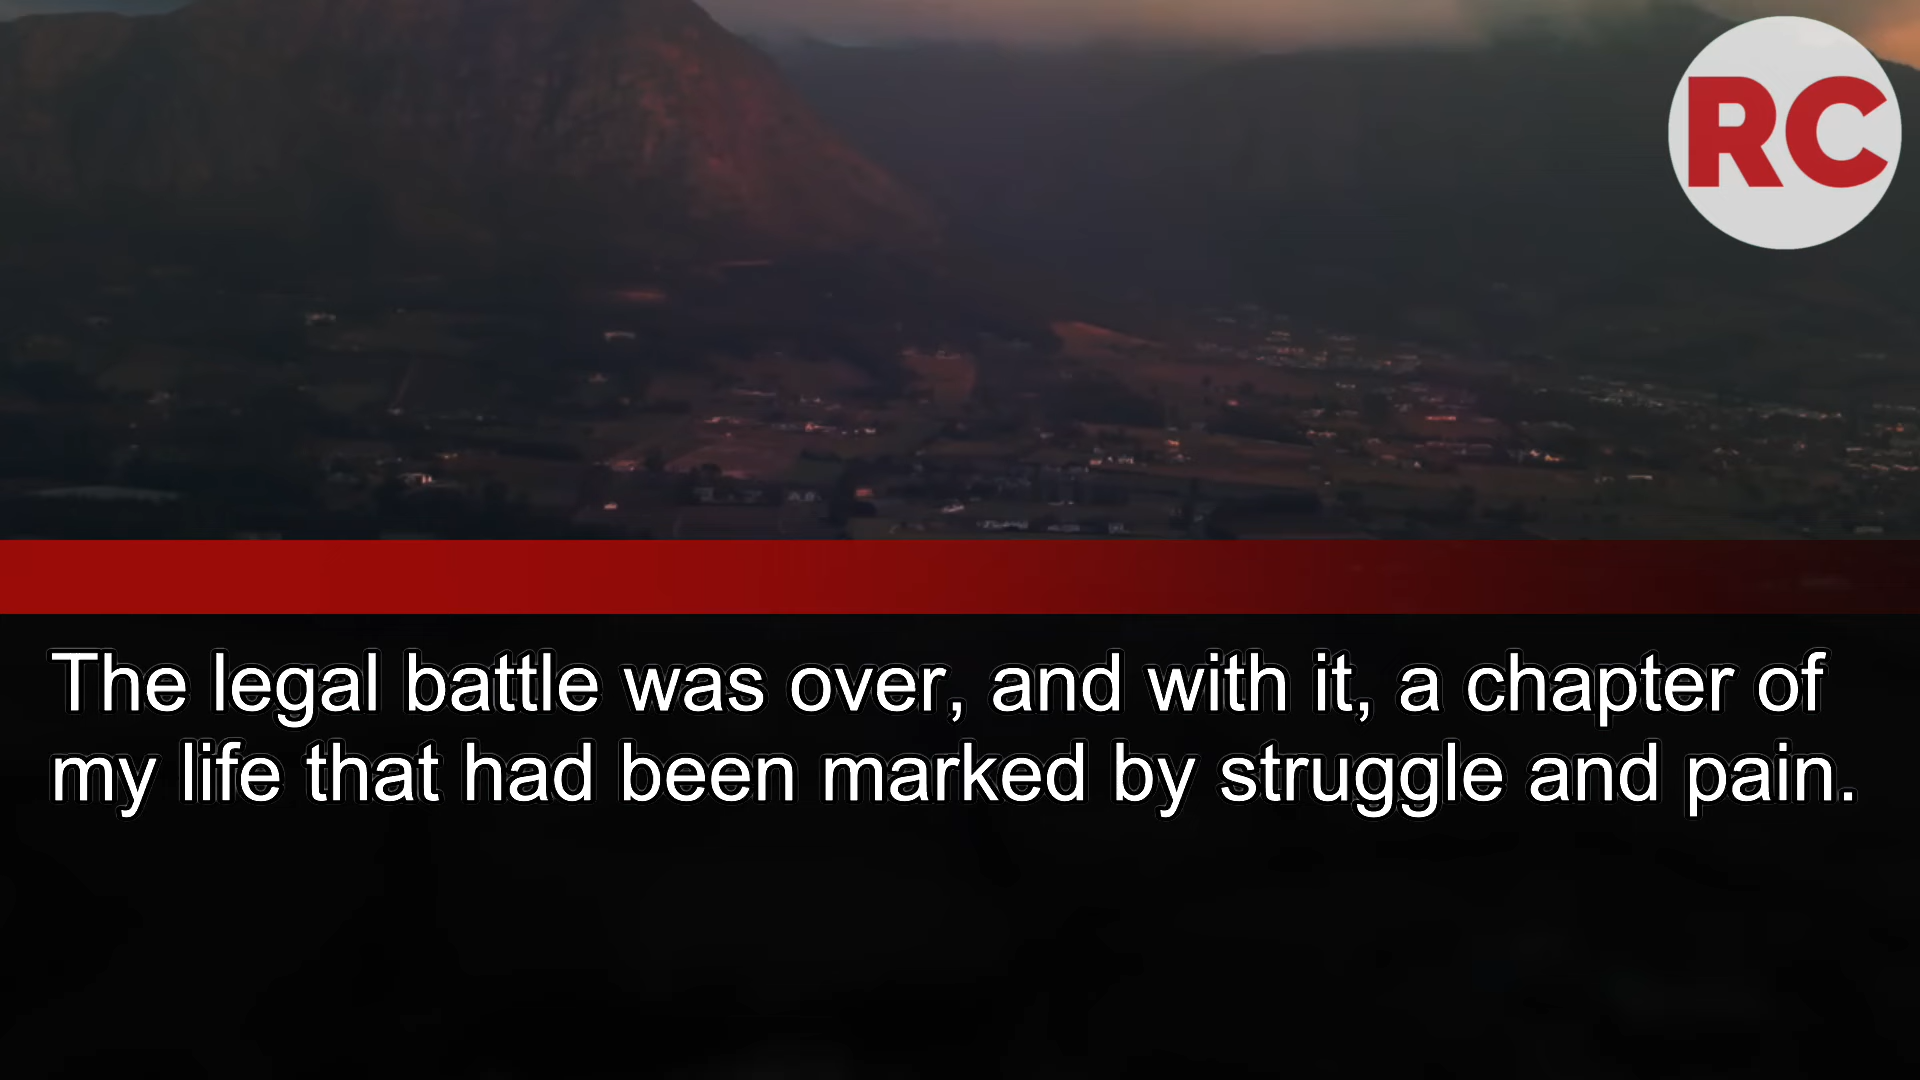 RC
The legal battle was over, and with it, a chapter of
my life that had been marked by struggle and pain.